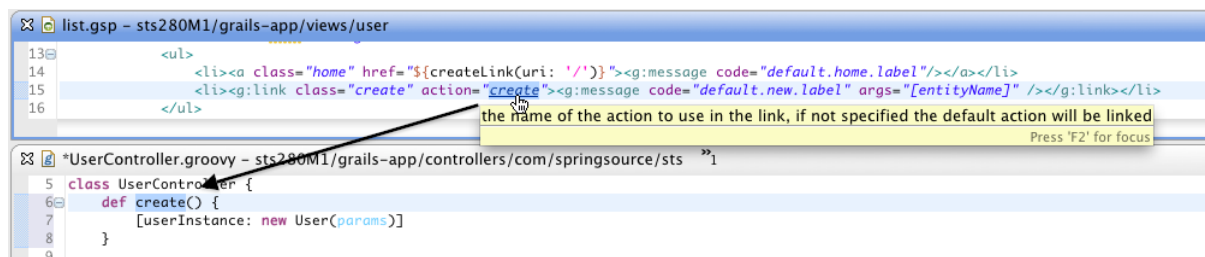 list.gsp – sts280M1/grails-app/views/user
13 <ul>
14 <li><a class="home" href="${createLink(uri: '/')}"><g:message code="default.home.label"/></a></li>
15 <li><g:link class="create" action="create"><g:message code="default.new.label" args="[entityName]" /></g:link></li>
16 </ul>
the name of the action to use in the link, if not specified the default action will be linked
Press 'F2' for focus
*UserController.groovy – sts280M1/grails-app/controllers/com/springsource/sts »1
5 class UserController {
6 def create() {
7 [userInstance: new User(params)]
8 }
9